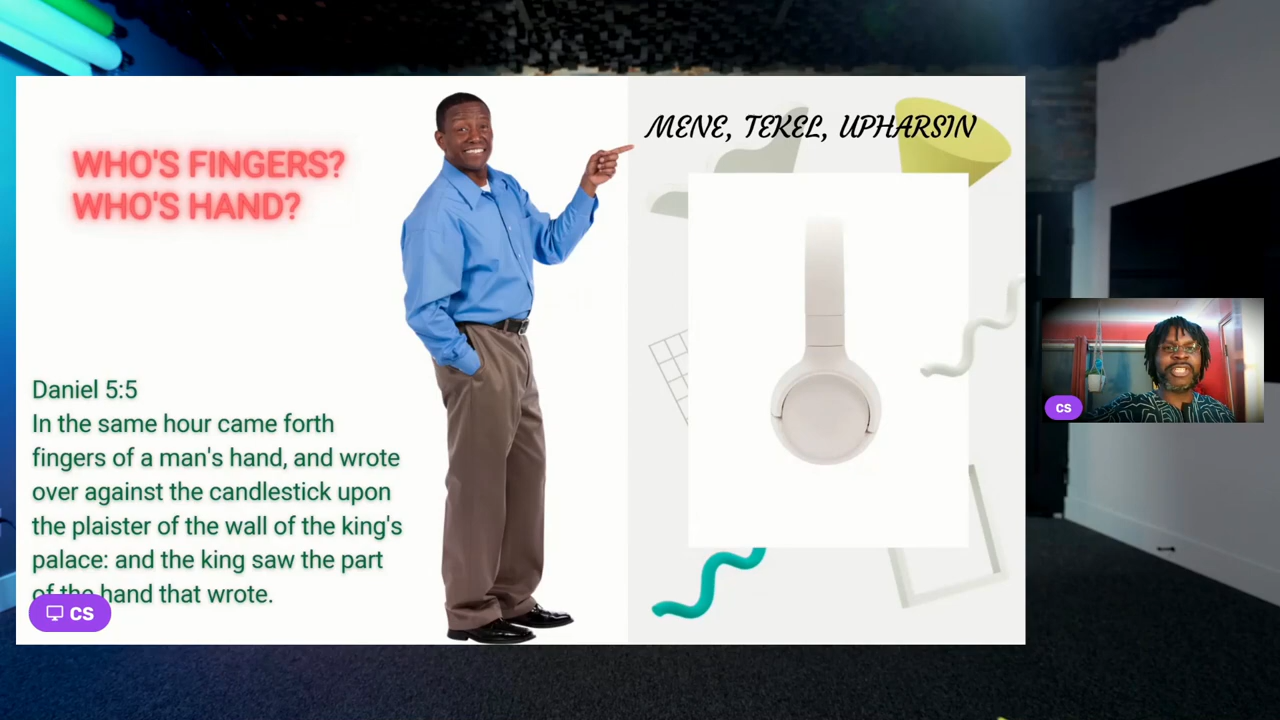 WHO'S FINGERS?
WHO'S HAND?
MENE, TEKEL, UPHARSIN
Daniel 5:5
In the same hour came forth
fingers of a man's hand, and wrote
over against the candlestick upon
the plaister of the wall of the king's
palace: and the king saw the part
of the hand that wrote.
CS
CS